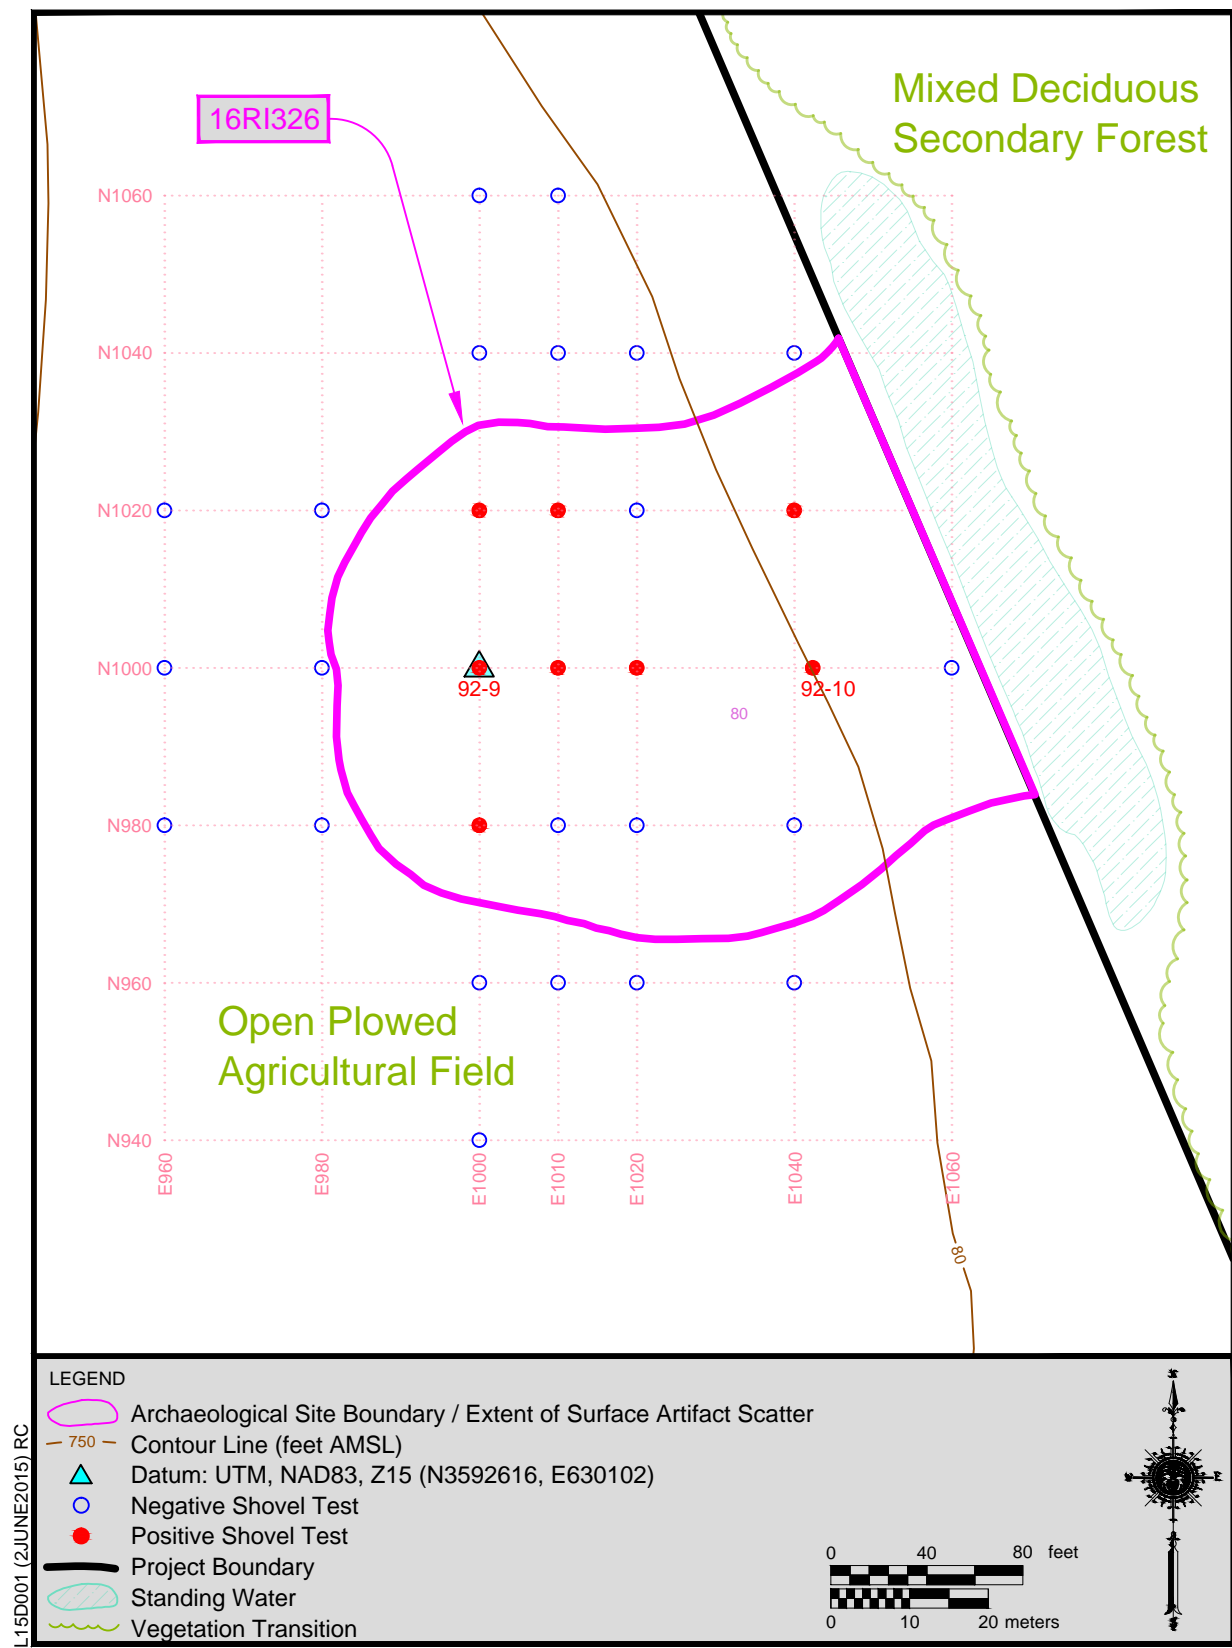 Mixed Deciduous
Secondary Forest
16RI326
N1060
N1040
N1020
N1000
92-9
92-10
80
N980
N960
Open Plowed
Agricultural Field
N940
E960
E980
E1000
E1010
E1020
E1040
E1060
80
LEGEND
Archaeological Site Boundary / Extent of Surface Artifact Scatter
750
Contour Line (feet AMSL)
Datum: UTM, NAD83, Z15 (N3592616, E630102)
Negative Shovel Test
Positive Shovel Test
Project Boundary
Standing Water
Vegetation Transition
0 40 80 feet
0 10 20 meters
L15D001 (2JUNE2015) RC